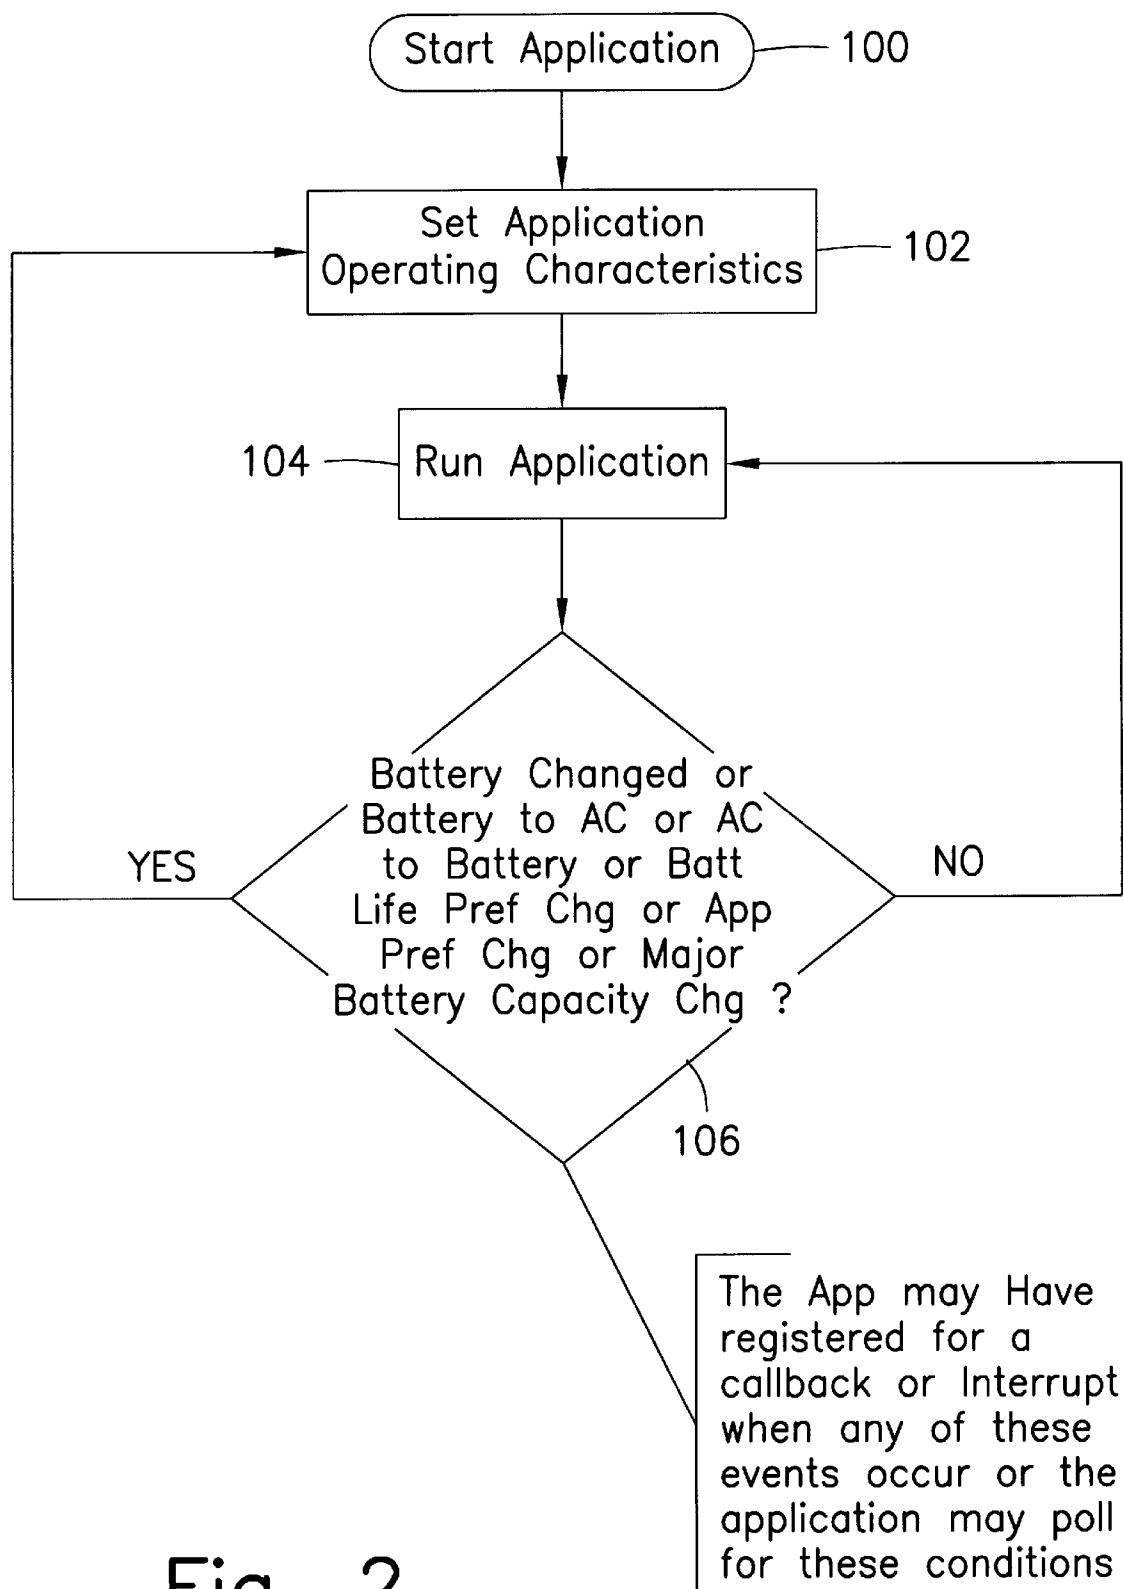 Start Application
100
Set Application
Operating Characteristics
102
104
Run Application
Battery Changed or
Battery to AC or AC
to Battery or Batt
Life Pref Chg or App
Pref Chg or Major
Battery Capacity Chg ?
YES
NO
106
The App may Have
registered for a
callback or Interrupt
when any of these
events occur or the
application may poll
for these conditions
Fig. 2